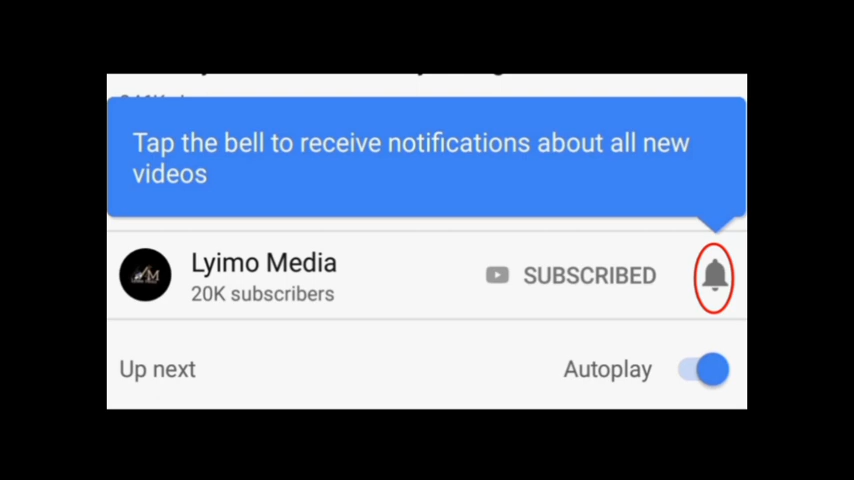 Tap the bell to receive notifications about all new
videos
Lyimo Media
SUBSCRIBED
20K subscribers
Up next
Autoplay